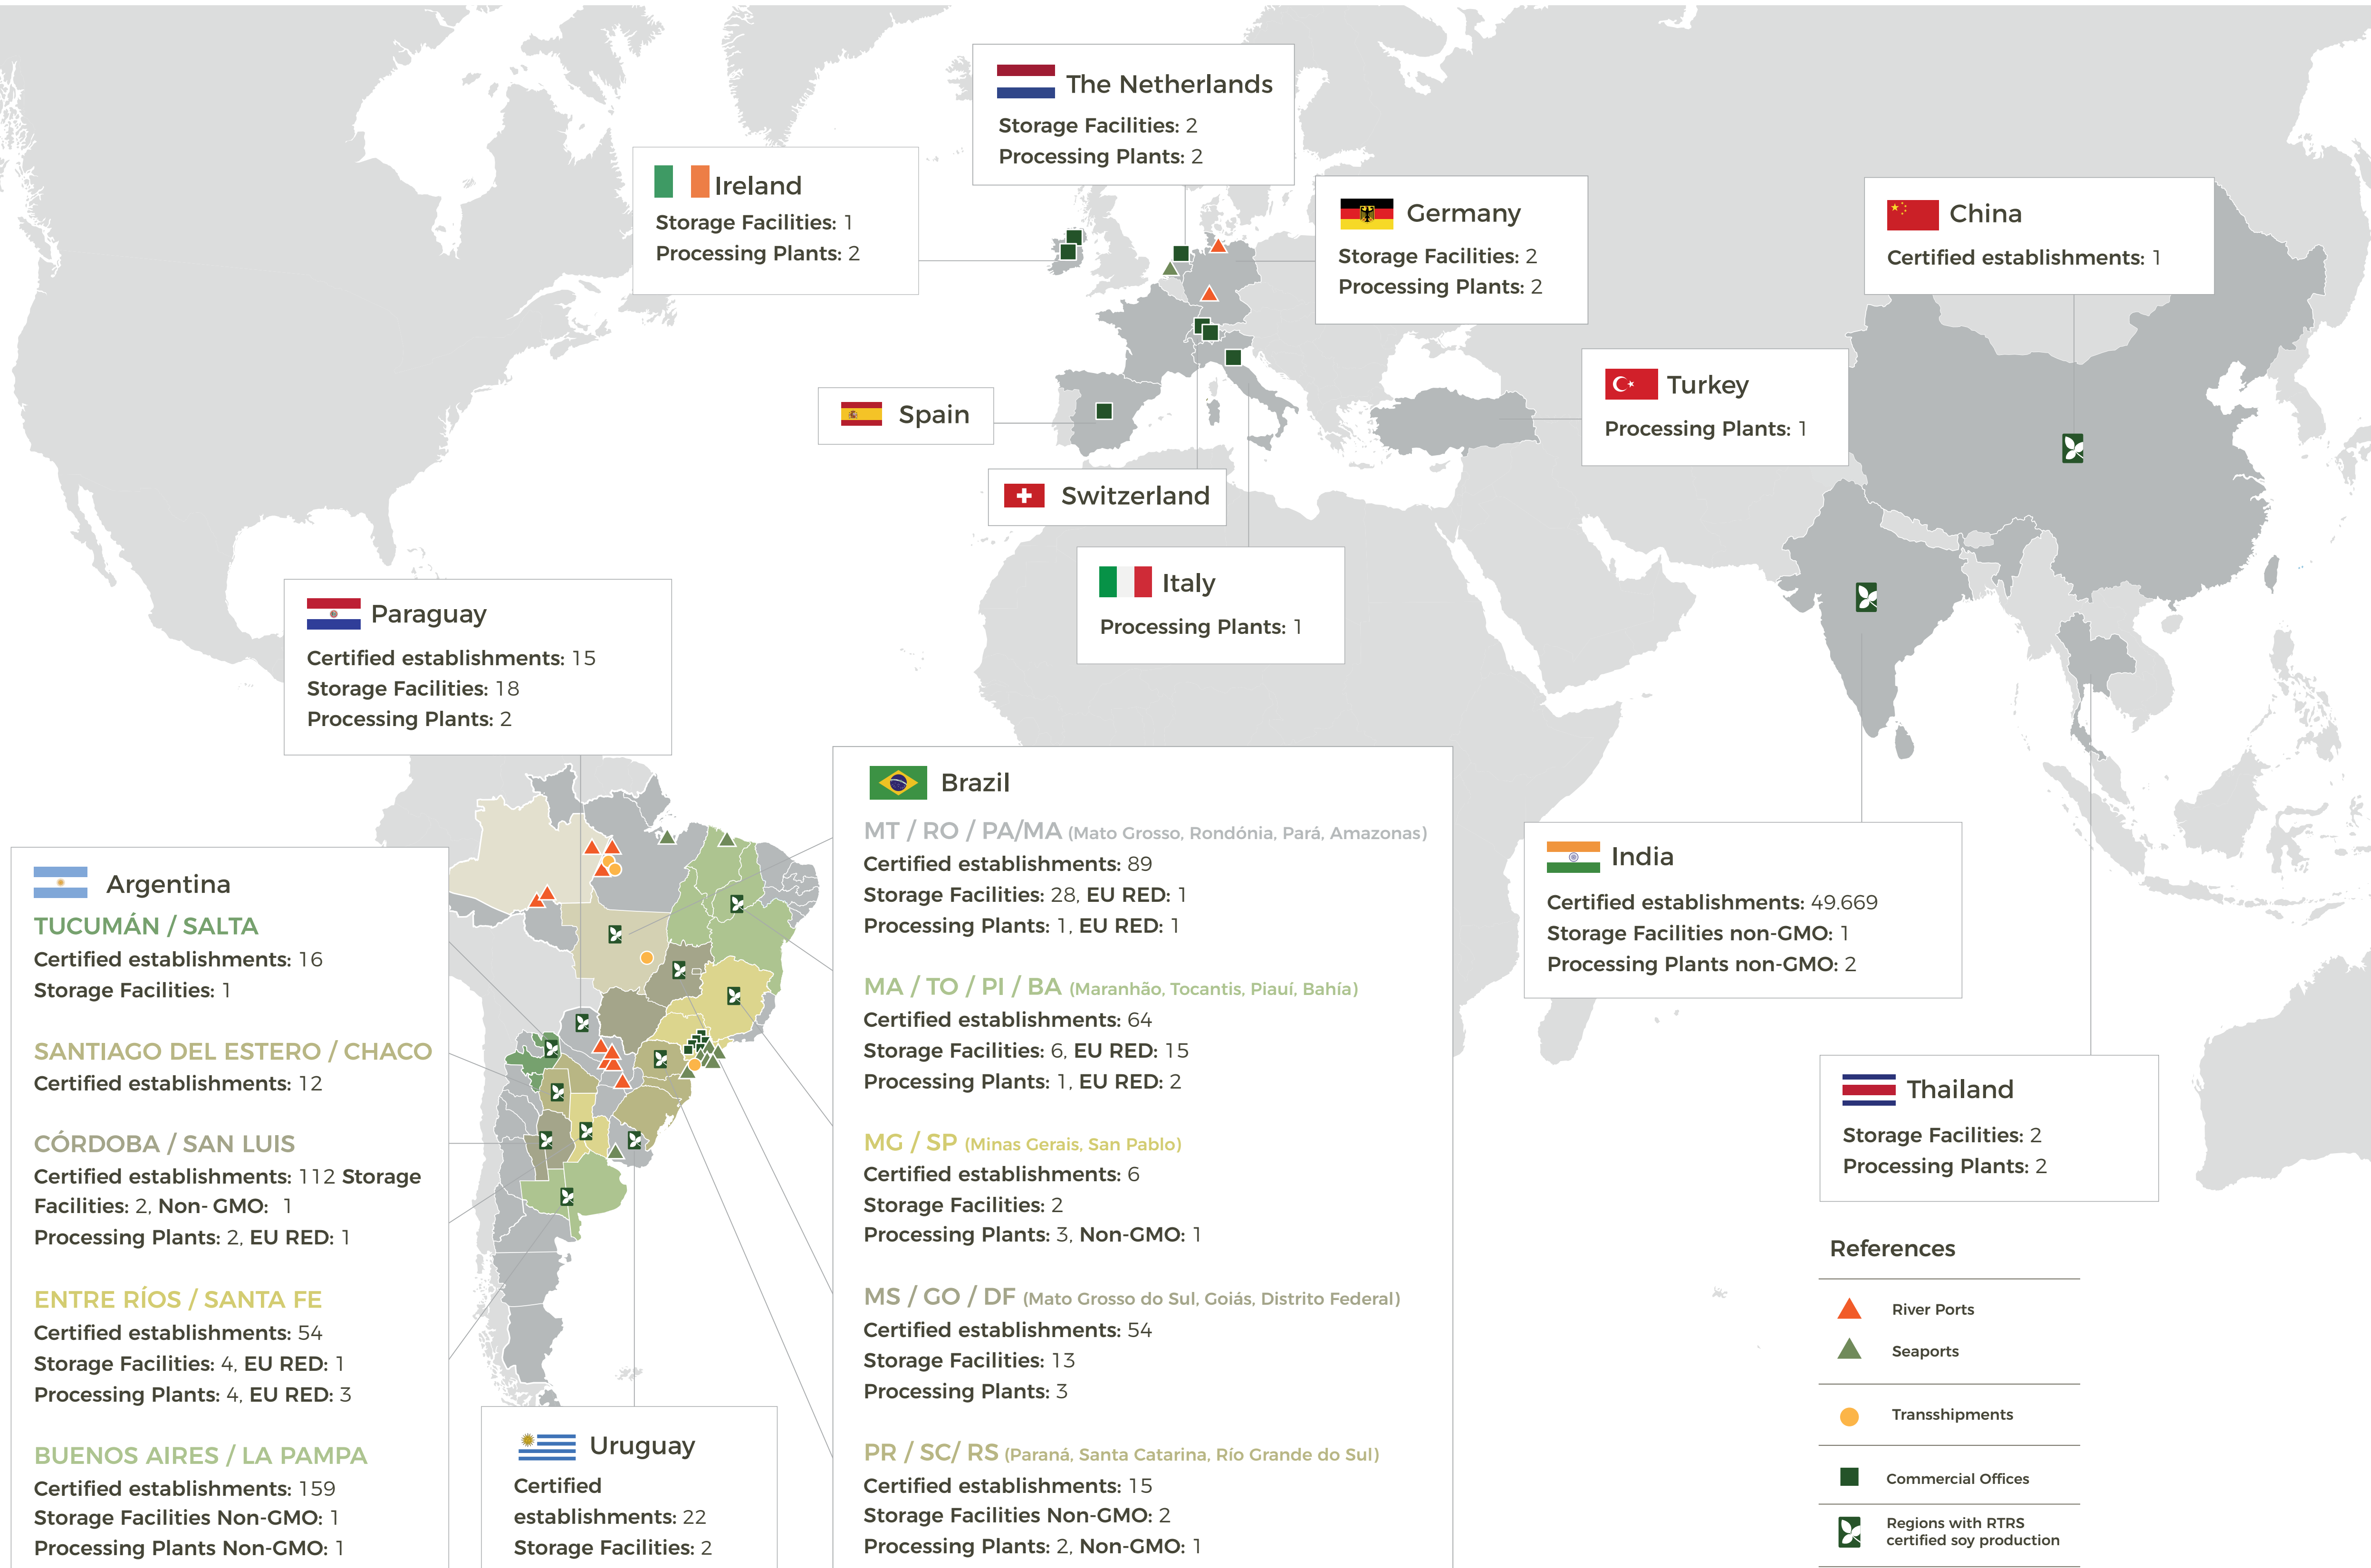 The Netherlands
Storage Facilities: 2
Processing Plants: 2
Ireland
Storage Facilities: 1
Processing Plants: 2
Germany
Storage Facilities: 2
Processing Plants: 2
China
Certified establishments: 1
Turkey
Processing Plants: 1
Spain
Switzerland
Italy
Processing Plants: 1
Paraguay
Certified establishments: 15
Storage Facilities: 18
Processing Plants: 2
Argentina
TUCUMÁN / SALTA
Certified establishments: 16
Storage Facilities: 1
SANTIAGO DEL ESTERO / CHACO
Certified establishments: 12
CÓRDOBA / SAN LUIS
Certified establishments: 112 Storage
Facilities: 2, Non- GMO: 1
Processing Plants: 2, EU RED: 1
ENTRE RÍOS / SANTA FE
Certified establishments: 54
Storage Facilities: 4, EU RED: 1
Processing Plants: 4, EU RED: 3
BUENOS AIRES / LA PAMPA
Certified establishments: 159
Storage Facilities Non-GMO: 1
Processing Plants Non-GMO: 1
Uruguay
Certified
establishments: 22
Storage Facilities: 2
Brazil
MT / RO / PA/MA (Mato Grosso, Rondónia, Pará, Amazonas)
Certified establishments: 89
Storage Facilities: 28, EU RED: 1
Processing Plants: 1, EU RED: 1
MA / TO / PI / BA (Maranhão, Tocantis, Piauí, Bahía)
Certified establishments: 64
Storage Facilities: 6, EU RED: 15
Processing Plants: 1, EU RED: 2
MG / SP (Minas Gerais, San Pablo)
Certified establishments: 6
Storage Facilities: 2
Processing Plants: 3, Non-GMO: 1
MS / GO / DF (Mato Grosso do Sul, Goiás, Distrito Federal)
Certified establishments: 54
Storage Facilities: 13
Processing Plants: 3
PR / SC/ RS (Paraná, Santa Catarina, Río Grande do Sul)
Certified establishments: 15
Storage Facilities Non-GMO: 2
Processing Plants: 2, Non-GMO: 1
India
Certified establishments: 49.669
Storage Facilities non-GMO: 1
Processing Plants non-GMO: 2
Thailand
Storage Facilities: 2
Processing Plants: 2
References
River Ports
Seaports
Transshipments
Commercial Offices
Regions with RTRS
certified soy production